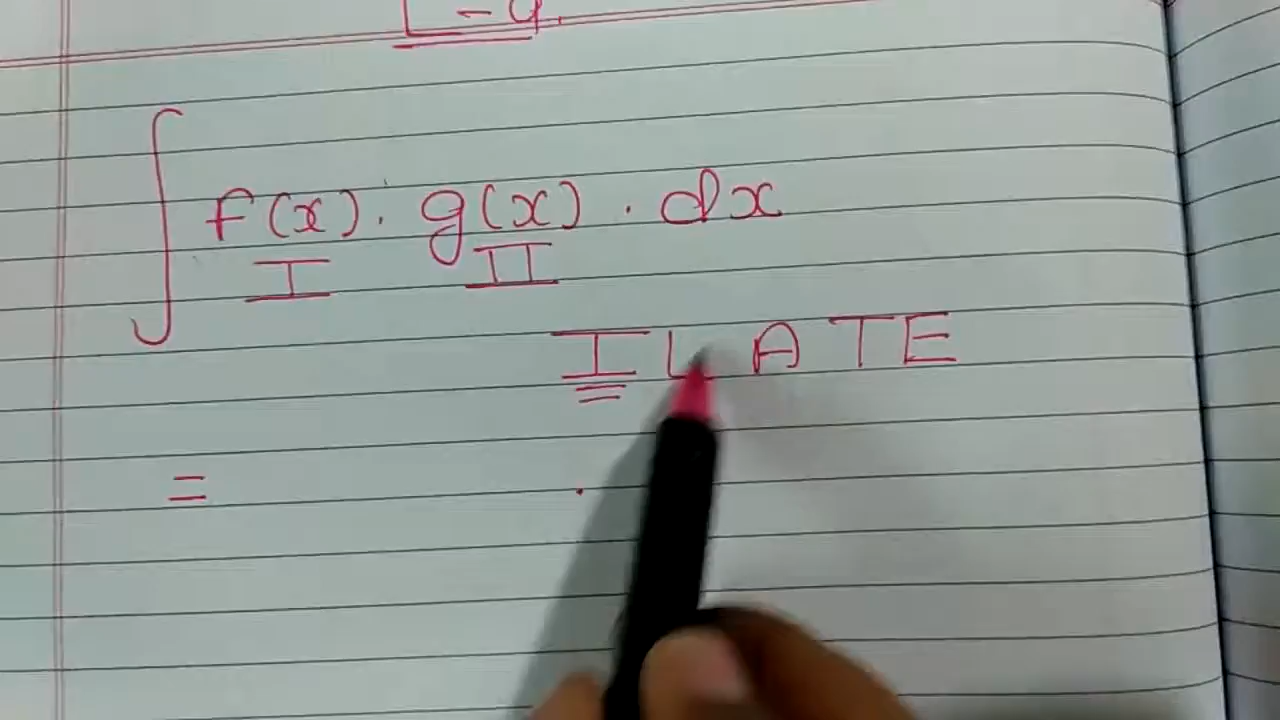 ∫ f(x) . g(x) . dx
I II
I L A T E
=